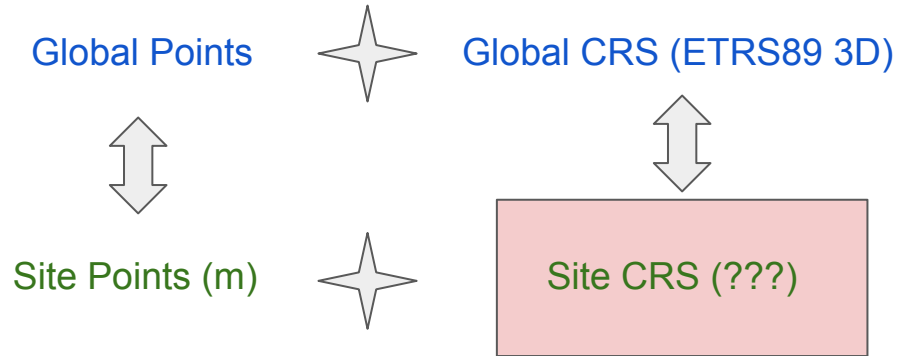 Global Points
Global CRS (ETRS89 3D)
Site Points (m)
Site CRS (???)